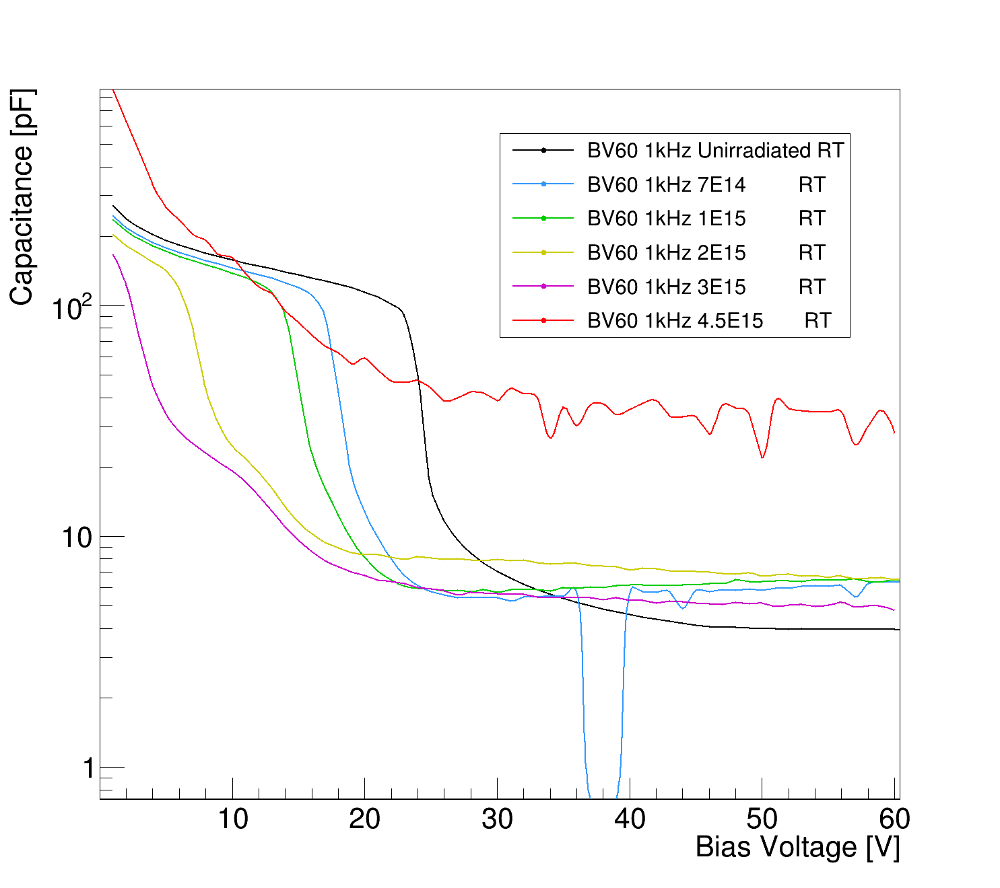 Capacitance [pF]
10²
10
1
BV60 1kHz Unirradiated RT
BV60 1kHz 7E14 RT
BV60 1kHz 1E15 RT
BV60 1kHz 2E15 RT
BV60 1kHz 3E15 RT
BV60 1kHz 4.5E15 RT
10 20 30 40 50 60
Bias Voltage [V]